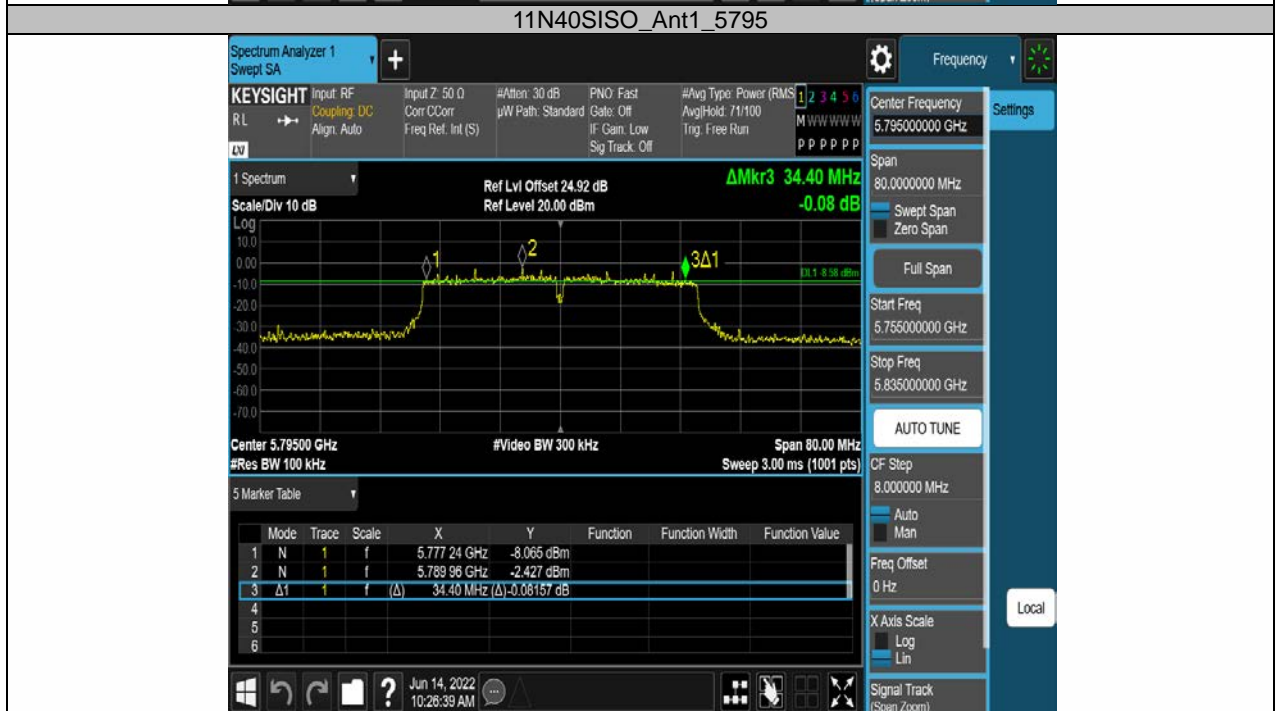 11N40SISO_Ant1_5795
Spectrum Analyzer 1
Swept SA
+
Frequency
KEYSIGHT
RL
LXI
Input: RF
Coupling: DC
Align: Auto
Input Z: 50 Ω
Corr CCorr
Freq Ref: Int (S)
#Atten: 30 dB
µW Path: Standard
PNO: Fast
Gate: Off
IF Gain: Low
Sig Track: Off
#Avg Type: Power (RMS
Avg|Hold: 71/100
Trig: Free Run
1 2 3 4 5 6
M W W W W W
P P P P P P
Center Frequency
5.795000000 GHz
Settings
Span
80.0000000 MHz
Swept Span
Zero Span
Full Span
Start Freq
5.755000000 GHz
Stop Freq
5.835000000 GHz
AUTO TUNE
CF Step
8.000000 MHz
Auto
Man
Freq Offset
0 Hz
X Axis Scale
Log
Lin
Signal Track
(Span Zoom)
Local
1 Spectrum
Scale/Div 10 dB
Ref Lvl Offset 24.92 dB
Ref Level 20.00 dBm
ΔMkr3 34.40 MHz
-0.08 dB
Log
10.0
0.00
-10.0
-20.0
-30.0
-40.0
-50.0
-60.0
-70.0
1
2
3Δ1
DL1 -8.58 dBm
Center 5.79500 GHz
#Res BW 100 kHz
#Video BW 300 kHz
Span 80.00 MHz
Sweep 3.00 ms (1001 pts)
5 Marker Table
Mode Trace Scale X Y Function Function Width Function Value
1 N 1 f 5.777 24 GHz -8.065 dBm
2 N 1 f 5.789 96 GHz -2.427 dBm
3 Δ1 1 f (Δ) 34.40 MHz (Δ) -0.08157 dB
4
5
6
?
Jun 14, 2022
10:26:39 AM